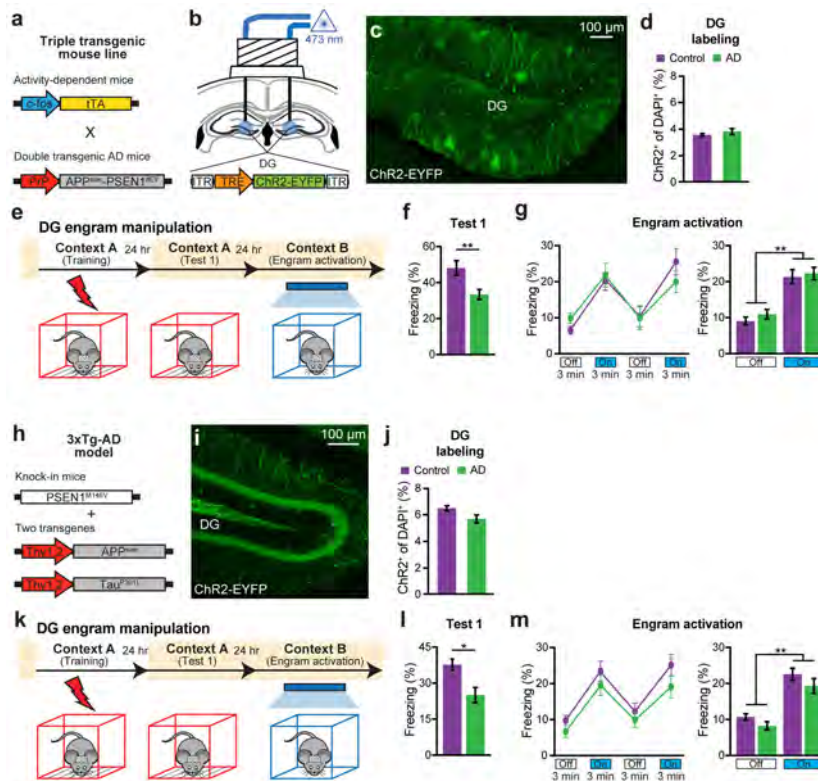 a
Triple transgenic
mouse line
Activity-dependent mice
c-fos tTA
X
Double transgenic AD mice
PrP
b
473 nm
DG
ITR TRE ChR2-EYFP ITR
c
100 µm
DG
ChR2-EYFP
d
DG
labeling
Control AD
ChR2⁺ of DAPI⁺ (%)
8
6
4
2
0
e
DG engram manipulation
Context A 24 hr Context A 24 hr Context B
(Training) (Test 1) (Engram activation)
f
Test 1
**
Freezing (%)
60
40
20
0
g
Engram activation
Freezing (%)
30
20
10
0
Off On Off On
3 min 3 min 3 min 3 min
**
Freezing (%)
30
20
10
0
Off On
h
3xTg-AD
model
Knock-in mice
PSEN1
+
Two transgenes
Thy1.2 APP
Thy1.2 Tau
i
100 µm
DG
ChR2-EYFP
j
DG
labeling
Control AD
ChR2⁺ of DAPI⁺ (%)
8
6
4
2
0
k
DG engram manipulation
Context A 24 hr Context A 24 hr Context B
(Training) (Test 1) (Engram activation)
l
Test 1
*
Freezing (%)
45
30
15
0
m
Engram activation
Freezing (%)
30
20
10
0
Off On Off On
3 min 3 min 3 min 3 min
**
Freezing (%)
30
20
10
0
Off On